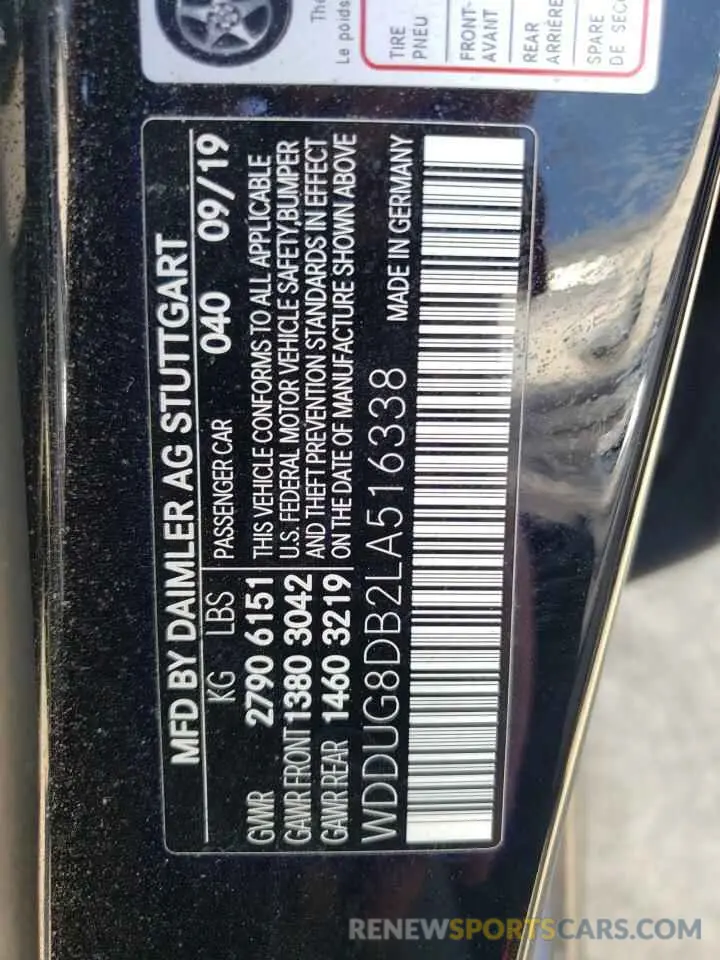 The
Le poids
TIRE
PNEU
FRONT-
AVANT
REAR
ARRIÈRE
SPARE
DE SEC
MFD BY DAIMLER AG STUTTGART
KG LBS PASSENGER CAR 040 09/19
GVWR 2790 6151 THIS VEHICLE CONFORMS TO ALL APPLICABLE
GAWR FRONT 1380 3042 U.S. FEDERAL MOTOR VEHICLE SAFETY,BUMPER
GAWR REAR 1460 3219 AND THEFT PREVENTION STANDARDS IN EFFECT
ON THE DATE OF MANUFACTURE SHOWN ABOVE
WDDUG8DB2LA516338 MADE IN GERMANY
RENEWSPORTSCARS.COM